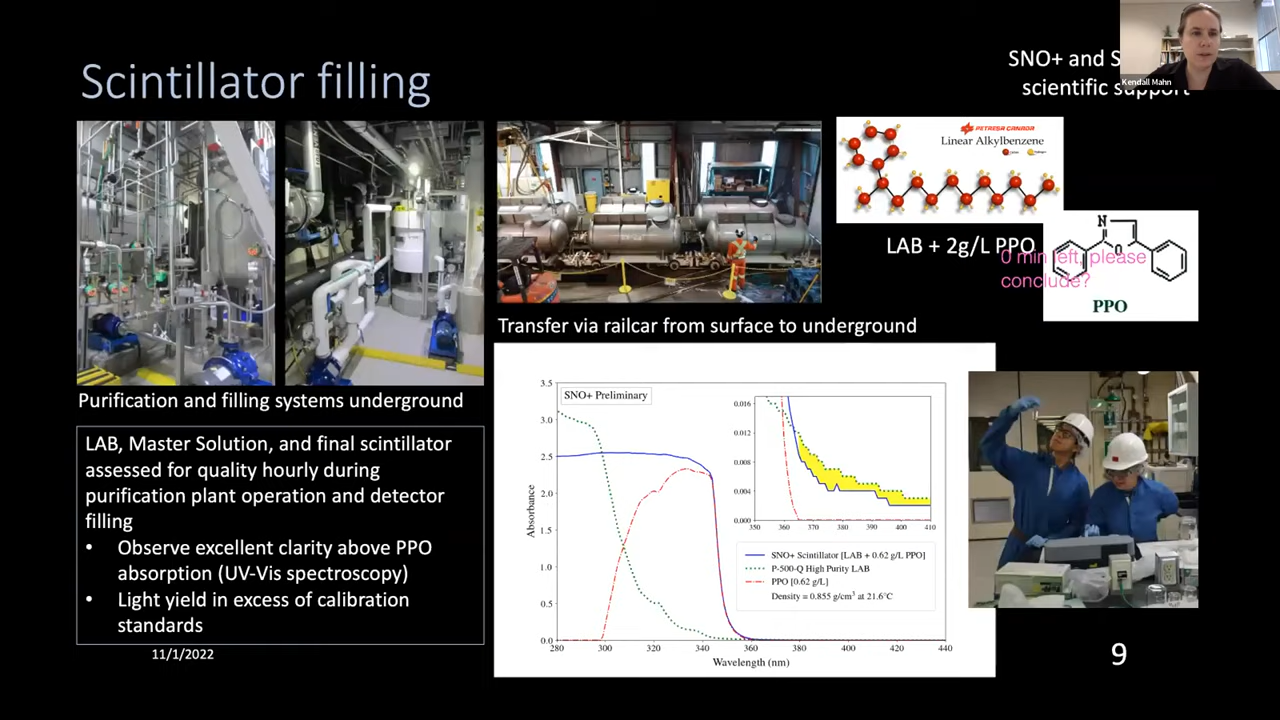 Scintillator filling
SNO+ and S
scientific support
Kendall Mahn
PETRESA CANADA
Linear Alkylbenzene
Carbon
Hydrogen
LAB + 2g/L PPO
0 min left, please
conclude?
N
O
PPO
Transfer via railcar from surface to underground
Purification and filling systems underground
LAB, Master Solution, and final scintillator
assessed for quality hourly during
purification plant operation and detector
filling
• Observe excellent clarity above PPO
absorption (UV-Vis spectroscopy)
• Light yield in excess of calibration
standards
11/1/2022
SNO+ Preliminary
3.5
3.0
2.5
2.0
1.5
1.0
0.5
0.0
Absorbance
280 300 320 340 360 380 400 420 440
Wavelength (nm)
0.016
0.012
0.008
0.004
0.000
350 360 370 380 390 400 410
SNO+ Scintillator [LAB + 0.62 g/L PPO]
P-500-Q High Purity LAB
PPO [0.62 g/L]
Density = 0.855 g/cm³ at 21.6°C
9